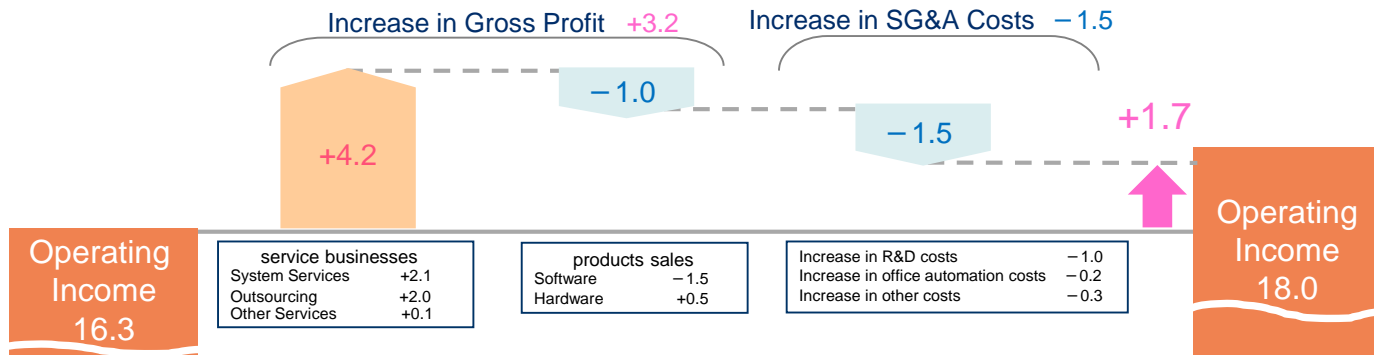 Increase in Gross Profit +3.2
Increase in SG&A Costs −1.5
+4.2
−1.0
−1.5
+1.7
Operating
Income
16.3
service businesses
System Services +2.1
Outsourcing +2.0
Other Services +0.1
products sales
Software −1.5
Hardware +0.5
Increase in R&D costs −1.0
Increase in office automation costs −0.2
Increase in other costs −0.3
Operating
Income
18.0